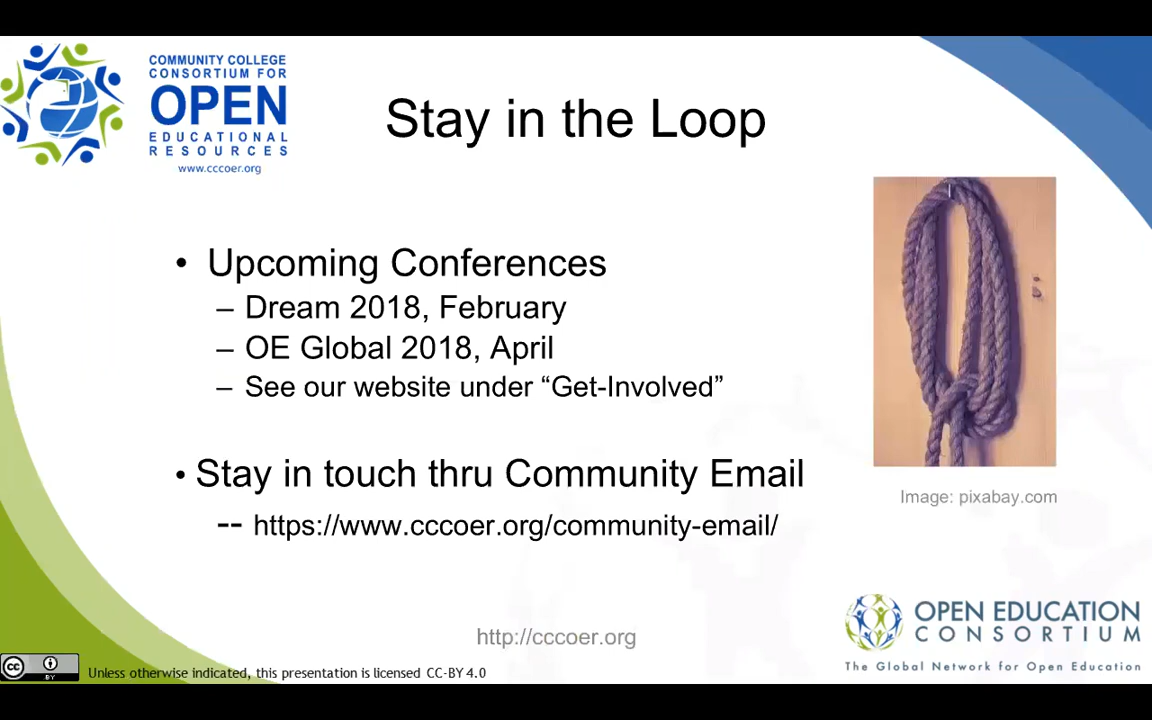 COMMUNITY COLLEGE
CONSORTIUM FOR
OPEN
EDUCATIONAL
RESOURCES
www.cccoer.org
Stay in the Loop
• Upcoming Conferences
– Dream 2018, February
– OE Global 2018, April
– See our website under “Get-Involved”
• Stay in touch thru Community Email
-- https://www.cccoer.org/community-email/
Image: pixabay.com
OPEN EDUCATION
CONSORTIUM
The Global Network for Open Education
http://cccoer.org
cc BY
Unless otherwise indicated, this presentation is licensed CC-BY 4.0